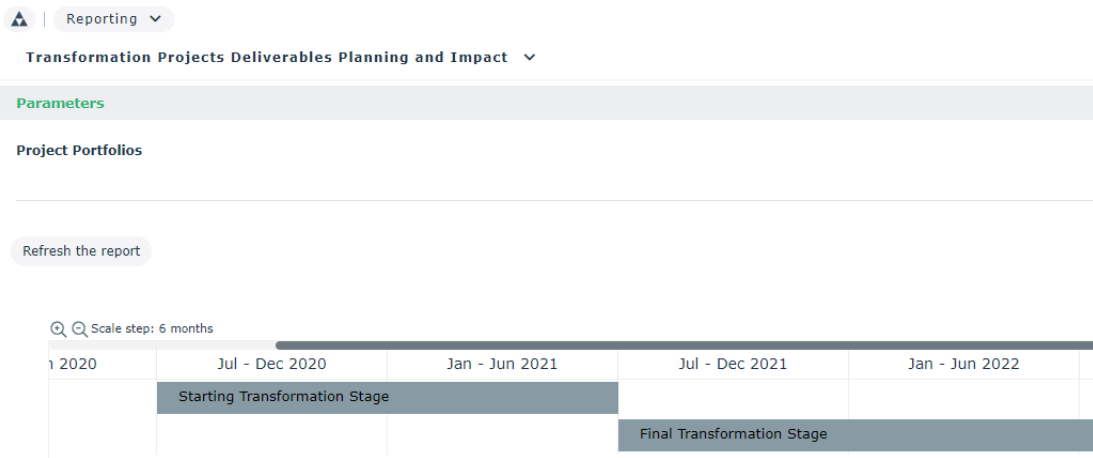 Reporting
Transformation Projects Deliverables Planning and Impact
Parameters
Project Portfolios
Refresh the report
Scale step: 6 months
2020 Jul - Dec 2020 Jan - Jun 2021 Jul - Dec 2021 Jan - Jun 2022
Starting Transformation Stage
Final Transformation Stage